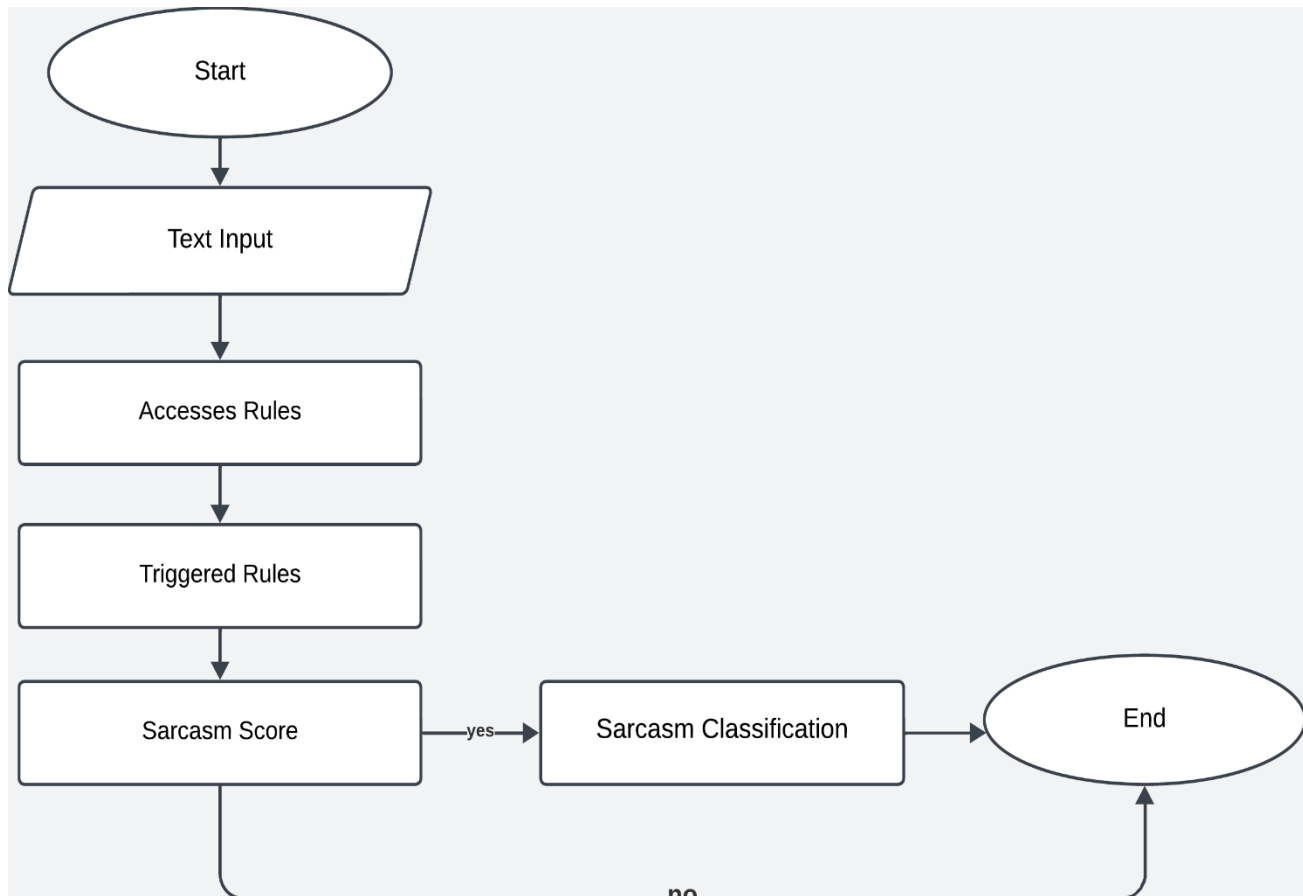 Start
Text Input
Accesses Rules
Triggered Rules
Sarcasm Score
yes
Sarcasm Classification
End
no